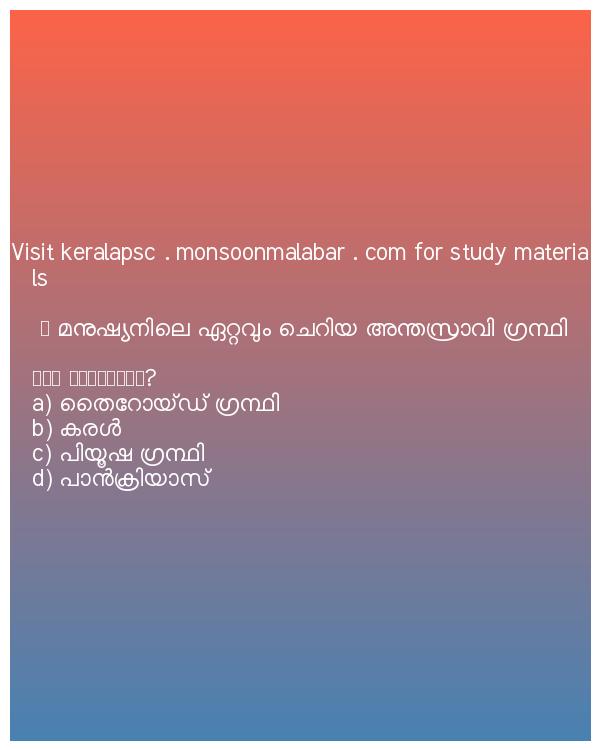 Visit keralapsc . monsoonmalabar . com for study materia
ls
മനുഷ്യനിലെ ഏറ്റവും ചെറിയ അന്തസ്രാവി ഗ്രന്ഥി
?
a) തൈറോയ്ഡ് ഗ്രന്ഥി
b) കരൾ
c) പിയൂഷ ഗ്രന്ഥി
d) പാൻക്രിയാസ്